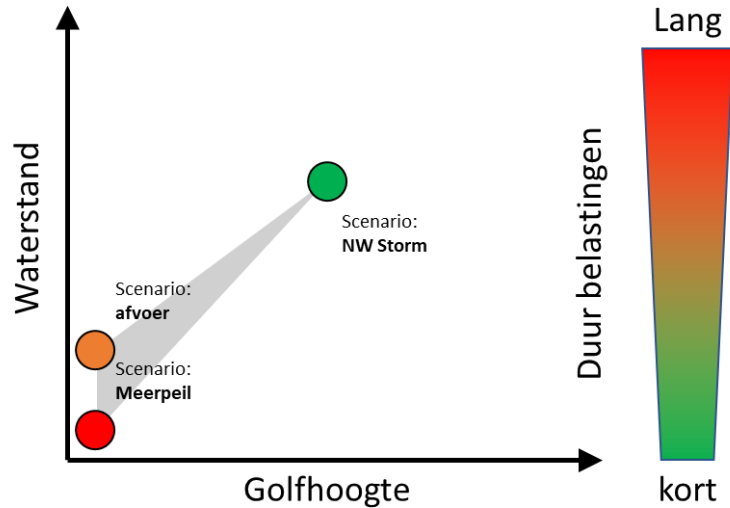 Lang
Waterstand
Duur belastingen
Scenario:
NW Storm
Scenario:
afvoer
Scenario:
Meerpeil
Golfhoogte
kort